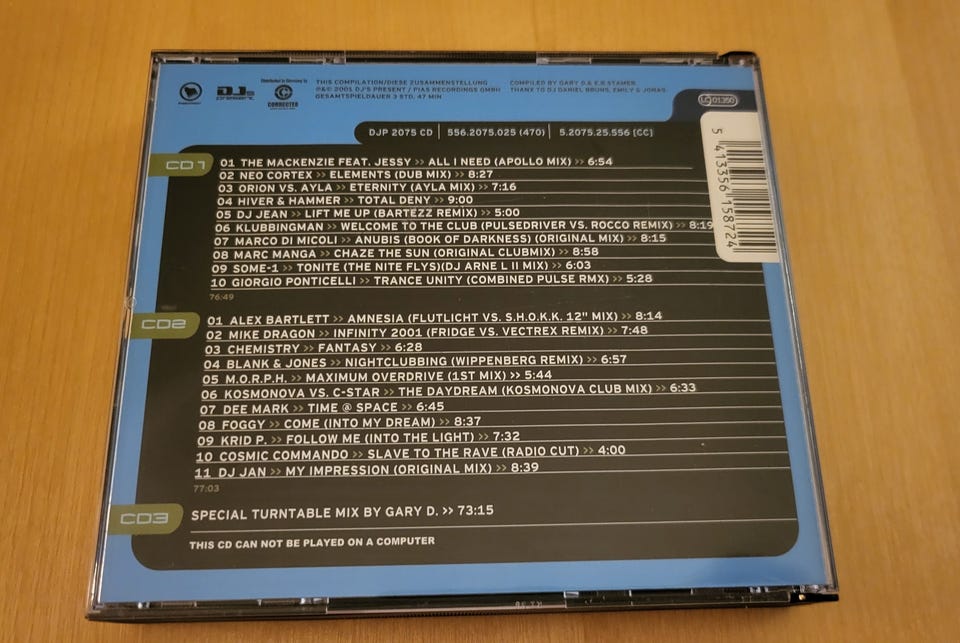 DJs present
Distributed in Germany by
CONNECTED
THIS COMPILATION/DIESE ZUSAMMENSTELLUNG
℗&© 2001 DJ'S PRESENT / PIAS RECORDINGS GMBH
GESAMTSPIELDAUER 3 STD. 47 MIN
COMPILED BY GARY D & E.R STAMER
THANX TO DJ DANIEL BRUNS, EMILY & JONAS
LC 01350
DJP 2075 CD | 556.2075.025 (470) | 5.2075.25.556 (CC)
5 413356 158724
CD1
01 THE MACKENZIE FEAT. JESSY >> ALL I NEED (APOLLO MIX) >> 6:54
02 NEO CORTEX >> ELEMENTS (DUB MIX) >> 8:27
03 ORION VS. AYLA >> ETERNITY (AYLA MIX) >> 7:16
04 HIVER & HAMMER >> TOTAL DENY >> 9:00
05 DJ JEAN >> LIFT ME UP (BARTEZZ REMIX) >> 5:00
06 KLUBBINGMAN >> WELCOME TO THE CLUB (PULSEDRIVER VS. ROCCO REMIX) >> 8:19
07 MARCO DI MICOLI >> ANUBIS (BOOK OF DARKNESS) (ORIGINAL MIX) >> 8:15
08 MARC MANGA >> CHAZE THE SUN (ORIGINAL CLUBMIX) >> 8:58
09 SOME-1 >> TONITE (THE NITE FLYS)(DJ ARNE L II MIX) >> 6:03
10 GIORGIO PONTICELLI >> TRANCE UNITY (COMBINED PULSE RMX) >> 5:28
76:49
CD2
01 ALEX BARTLETT >> AMNESIA (FLUTLICHT VS. S.H.O.K.K. 12" MIX) >> 8:14
02 MIKE DRAGON >> INFINITY 2001 (FRIDGE VS. VECTREX REMIX) >> 7:48
03 CHEMISTRY >> FANTASY >> 6:28
04 BLANK & JONES >> NIGHTCLUBBING (WIPPENBERG REMIX) >> 6:57
05 M.O.R.P.H. >> MAXIMUM OVERDRIVE (1ST MIX) >> 5:44
06 KOSMONOVA VS. C-STAR >> THE DAYDREAM (KOSMONOVA CLUB MIX) >> 6:33
07 DEE MARK >> TIME @ SPACE >> 6:45
08 FOGGY >> COME (INTO MY DREAM) >> 8:37
09 KRID P. >> FOLLOW ME (INTO THE LIGHT) >> 7:32
10 COSMIC COMMANDO >> SLAVE TO THE RAVE (RADIO CUT) >> 4:00
11 DJ JAN >> MY IMPRESSION (ORIGINAL MIX) >> 8:39
77:03
CD3
SPECIAL TURNTABLE MIX BY GARY D. >> 73:15
THIS CD CAN NOT BE PLAYED ON A COMPUTER